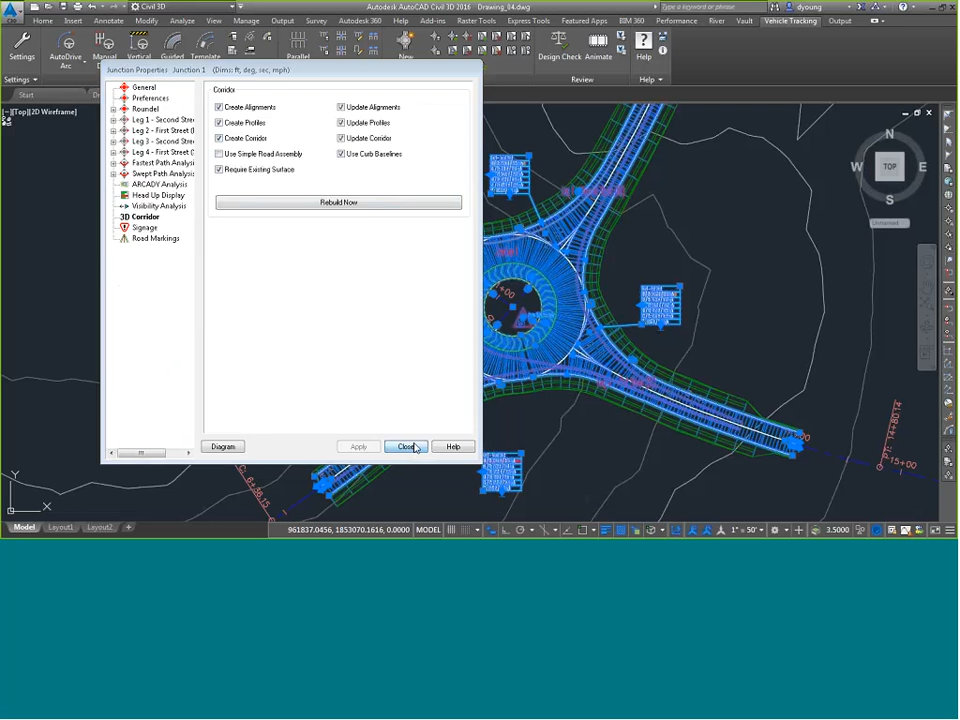 Civil 3D
Autodesk AutoCAD Civil 3D 2016 Drawing_04.dwg
Type a keyword or phrase
dyoung
Home Insert Annotate Modify Analyze View Manage Output Survey Autodesk 360 Help Add-ins Raster Tools Express Tools Featured Apps BIM 360 Performance River Vault Vehicle Tracking Output
Settings AutoDrive Arc Manual Vertical Guided Template Parallel New Design Check Animate Help
Settings Review Help
Start
[−][Top][2D Wireframe]
Junction Properties Junction 1 (Dims: ft, deg, sec, mph)
General
Preferences
Roundel
Leg 1 - Second Stre
Leg 2 - First Street (
Leg 3 - Second Stre
Leg 4 - First Street (
Fastest Path Analysi
Swept Path Analysi
ARCADY Analysis
Head Up Display
Visibility Analysis
3D Corridor
Signage
Road Markings
Corridor
Create Alignments Update Alignments
Create Profiles Update Profiles
Create Corridor Update Corridor
Use Simple Road Assembly Use Curb Baselines
Require Existing Surface
Rebuild Now
Diagram Apply Close Help
N
W TOP E
S
Unnamed
PT: 14+80.14
15+00
Y
X
Model Layout1 Layout2 +
961837.0456, 1853070.1616, 0.0000 MODEL 1" = 50' 3.5000